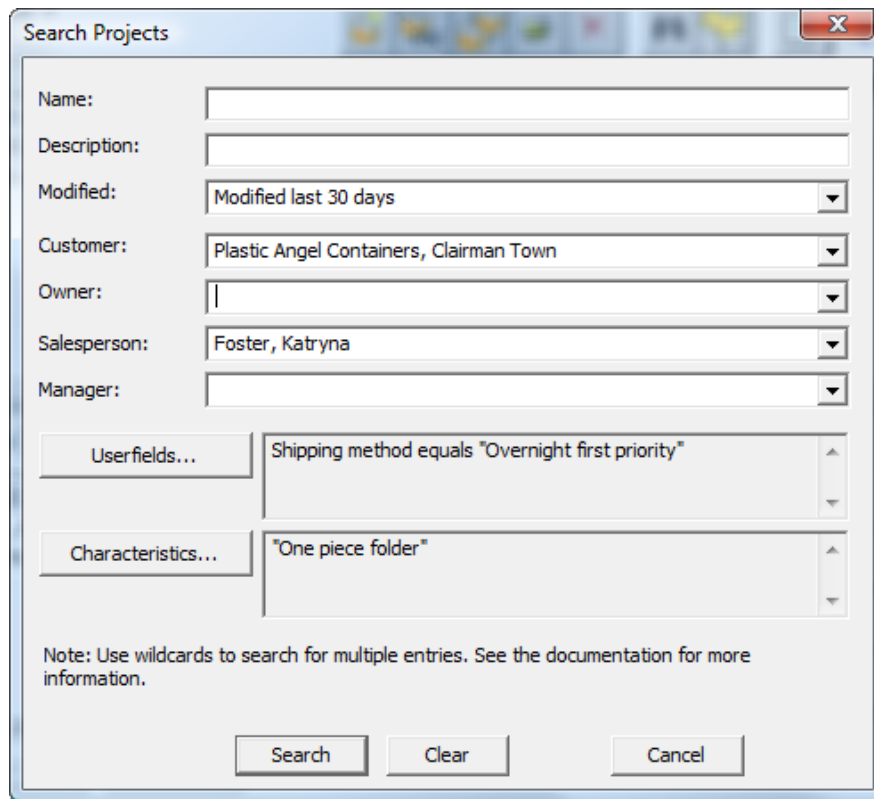 Search Projects
Name:
Description:
Modified: Modified last 30 days
Customer: Plastic Angel Containers, Clairman Town
Owner:
Salesperson: Foster, Katryna
Manager:
Userfields... Shipping method equals "Overnight first priority"
Characteristics... "One piece folder"
Note: Use wildcards to search for multiple entries. See the documentation for more
information.
Search Clear Cancel